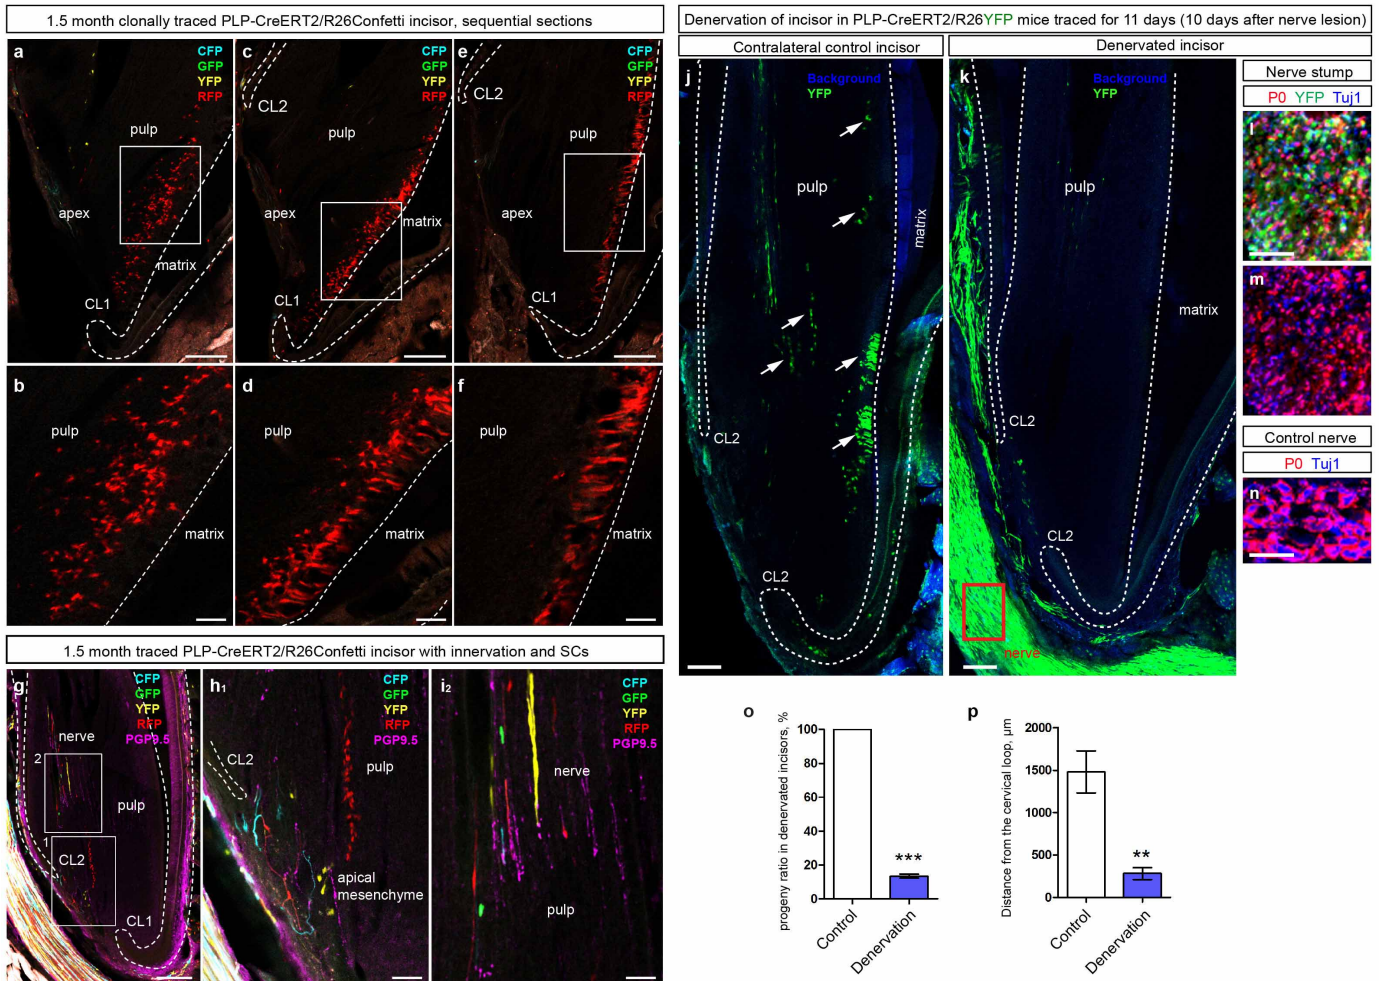 1.5 month clonally traced PLP-CreERT2/R26Confetti incisor, sequential sections
a
CFP
GFP
YFP
RFP
pulp
apex
matrix
CL1
c
CFP
GFP
YFP
RFP
CL2
pulp
apex
matrix
CL1
e
CFP
GFP
YFP
RFP
CL2
pulp
apex
matrix
CL1
b
pulp
matrix
d
pulp
matrix
f
pulp
matrix
1.5 month traced PLP-CreERT2/R26Confetti incisor with innervation and SCs
g
CFP
GFP
YFP
RFP
PGP9.5
nerve
2
pulp
1
CL2
CL1
h1
CFP
GFP
YFP
RFP
PGP9.5
CL2
pulp
apical
mesenchyme
i2
CFP
GFP
YFP
RFP
PGP9.5
nerve
pulp
Denervation of incisor in PLP-CreERT2/R26YFP mice traced for 11 days (10 days after nerve lesion)
Contralateral control incisor
Denervated incisor
j
Background
YFP
pulp
matrix
CL2
CL2
k
Background
YFP
pulp
matrix
CL2
CL2
nerve
Nerve stump
P0 YFP Tuj1
l
m
Control nerve
P0 Tuj1
n
o
progeny ratio in denervated incisors, %
100
80
60
40
20
0
***
Control
Denervation
p
Distance from the cervical loop, µm
2000
1500
1000
500
0
**
Control
Denervation